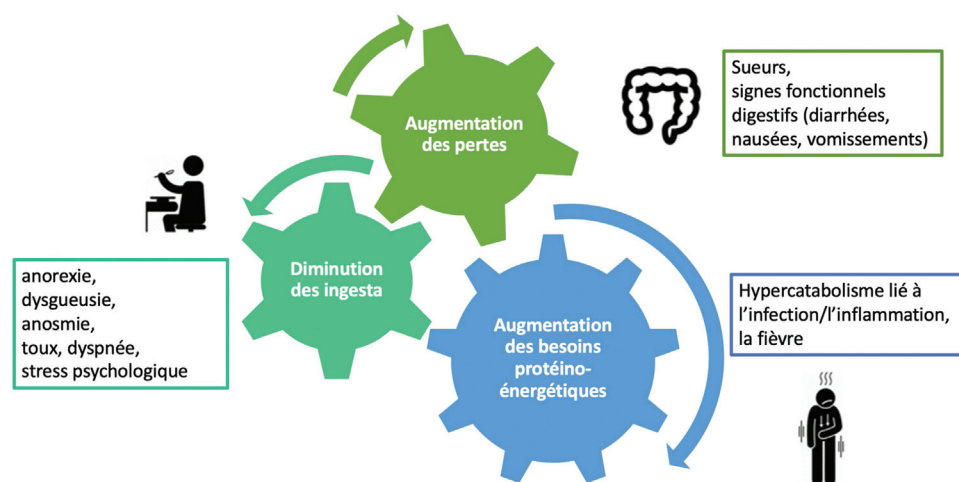 Augmentation
des pertes
Sueurs,
signes fonctionnels
digestifs (diarrhées,
nausées, vomissements)
Diminution
des ingesta
anorexie,
dysgueusie,
anosmie,
toux, dyspnée,
stress psychologique
Augmentation
des besoins
protéino-
énergétiques
Hypercatabolisme lié à
l’infection/l’inflammation,
la fièvre